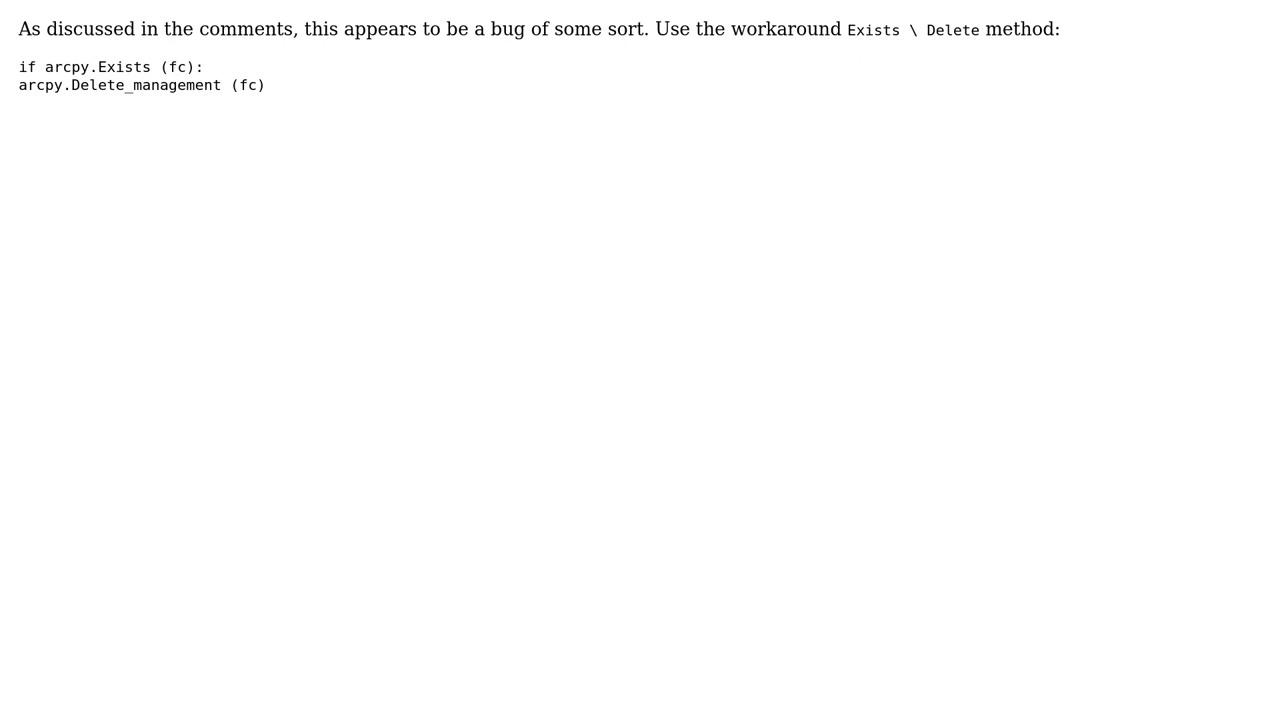 As discussed in the comments, this appears to be a bug of some sort. Use the workaround Exists \ Delete method:
if arcpy.Exists (fc):
arcpy.Delete_management (fc)